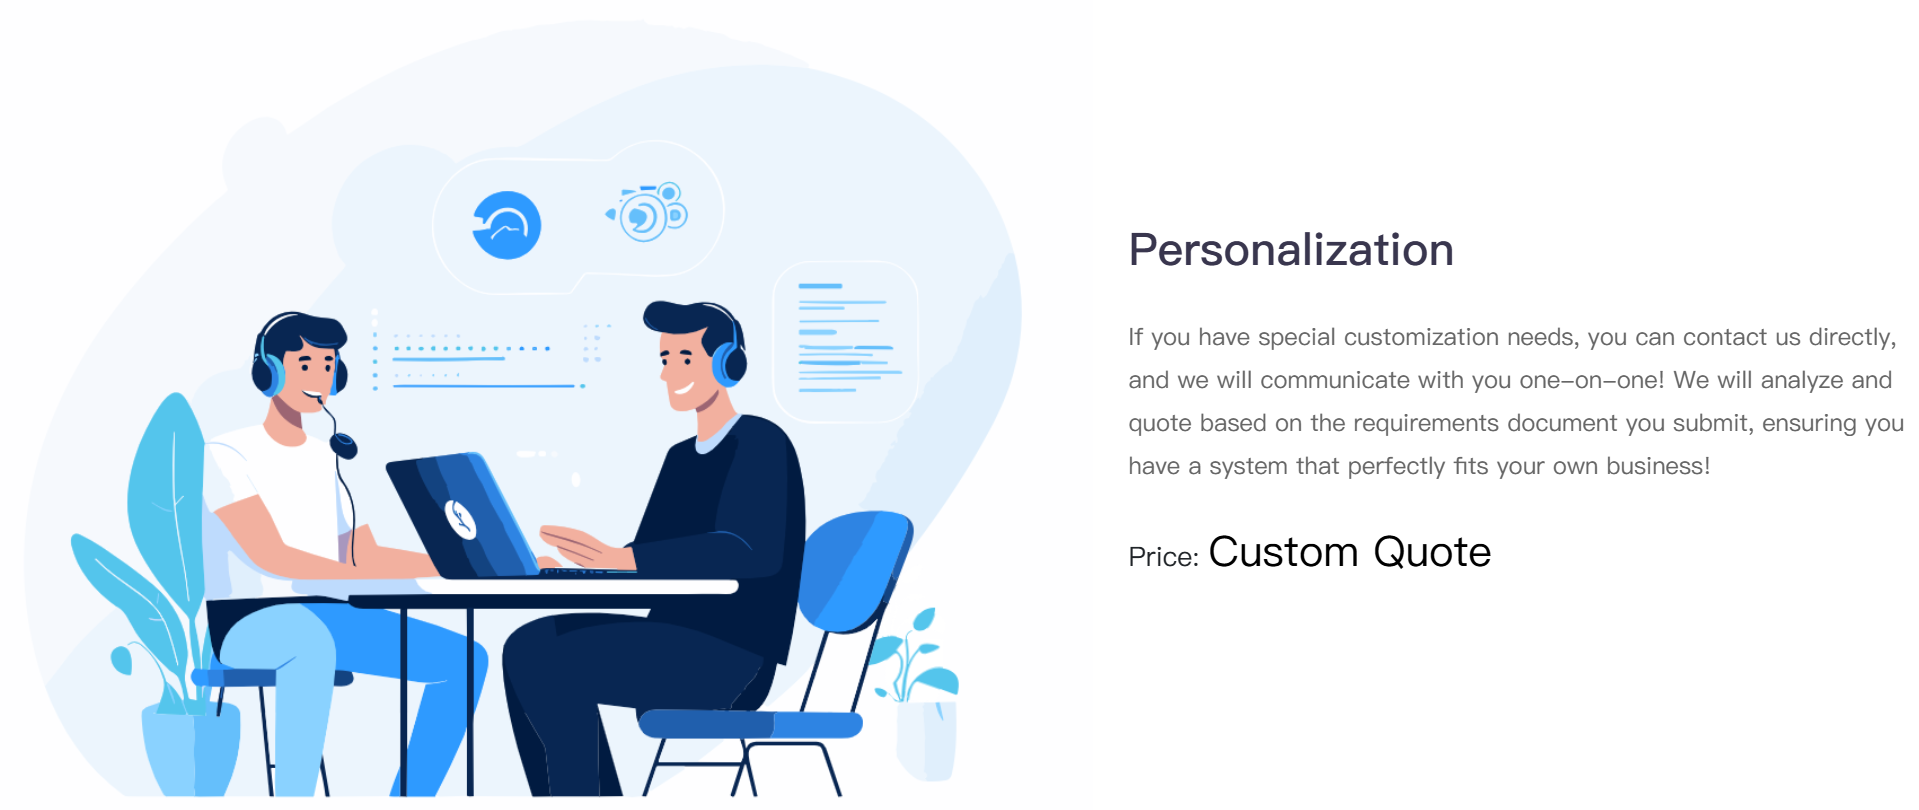 Personalization
If you have special customization needs, you can contact us directly,
and we will communicate with you one–on–one! We will analyze and
quote based on the requirements document you submit, ensuring you
have a system that perfectly fits your own business!
Price: Custom Quote